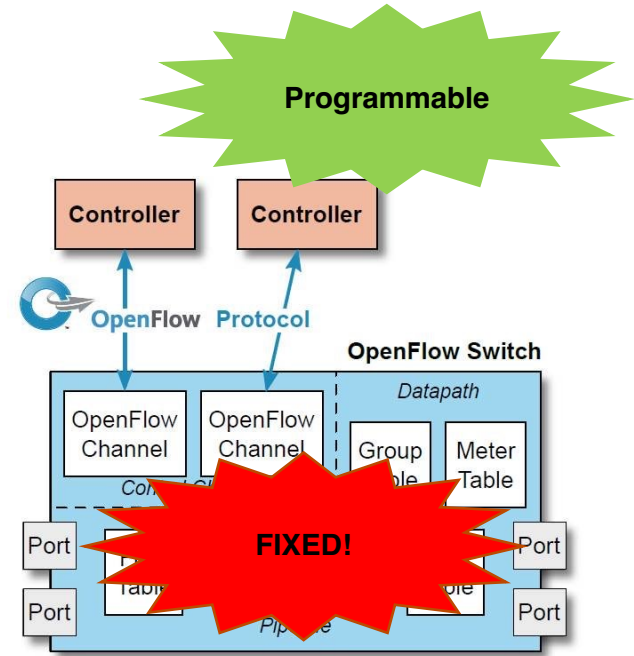 Programmable
Controller
Controller
OpenFlow Protocol
OpenFlow Switch
Datapath
OpenFlow
Channel
OpenFlow
Channel
Group
Meter
Table
FIXED!
Port
Port
Port
Port